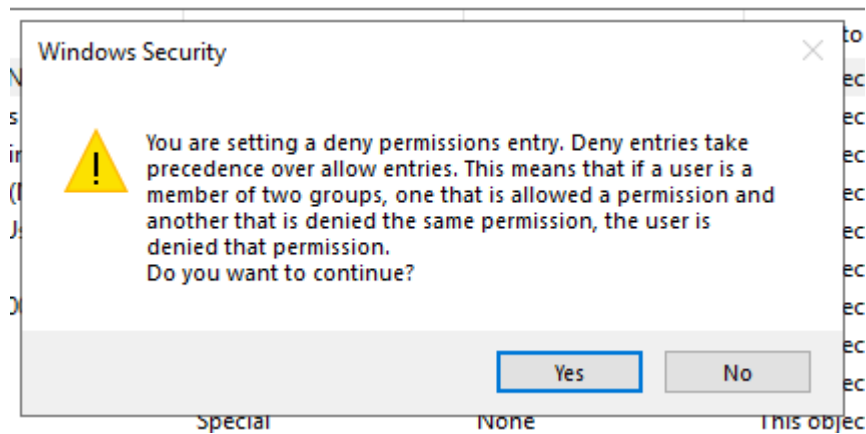 Windows Security
You are setting a deny permissions entry. Deny entries take
precedence over allow entries. This means that if a user is a
member of two groups, one that is allowed a permission and
another that is denied the same permission, the user is
denied that permission.
Do you want to continue?
Yes No
Special None This objec